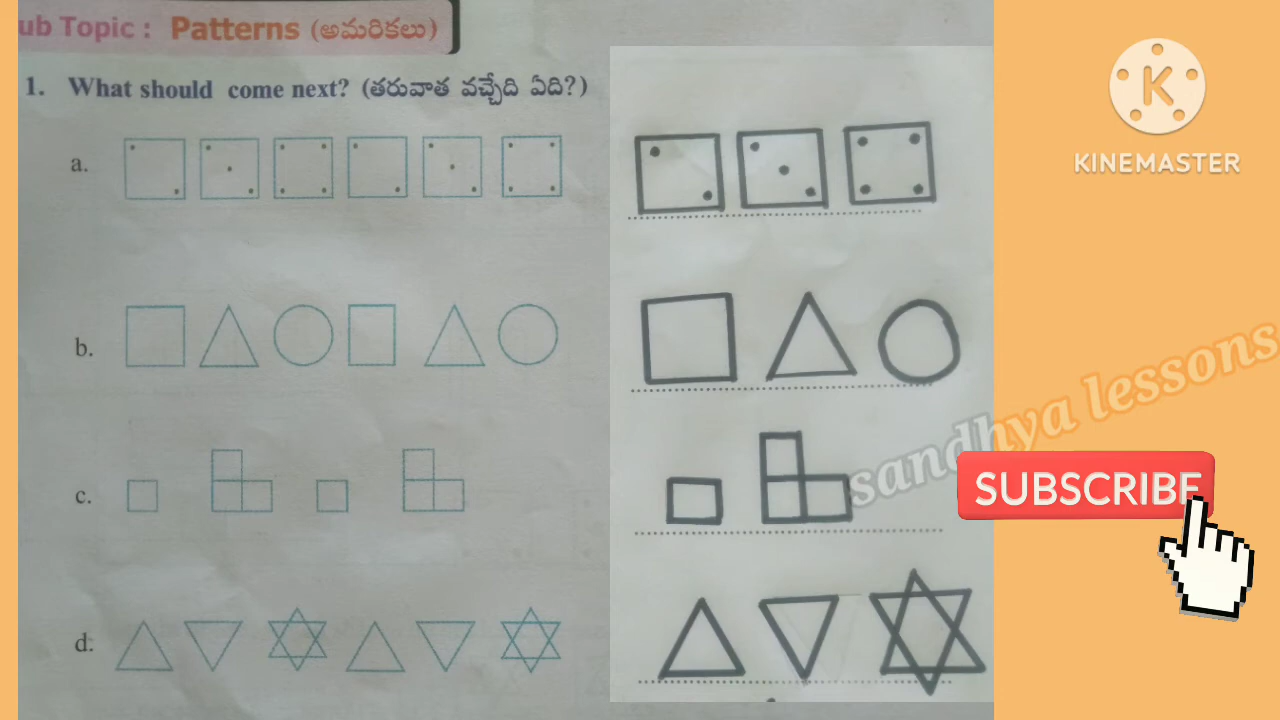 ub Topic : Patterns (అమరికలు)
1. What should come next? (తరువాత వచ్చేది ఏది?)
a.
b.
c.
d.
K
KINEMASTER
sandhya lessons
SUBSCRIBE